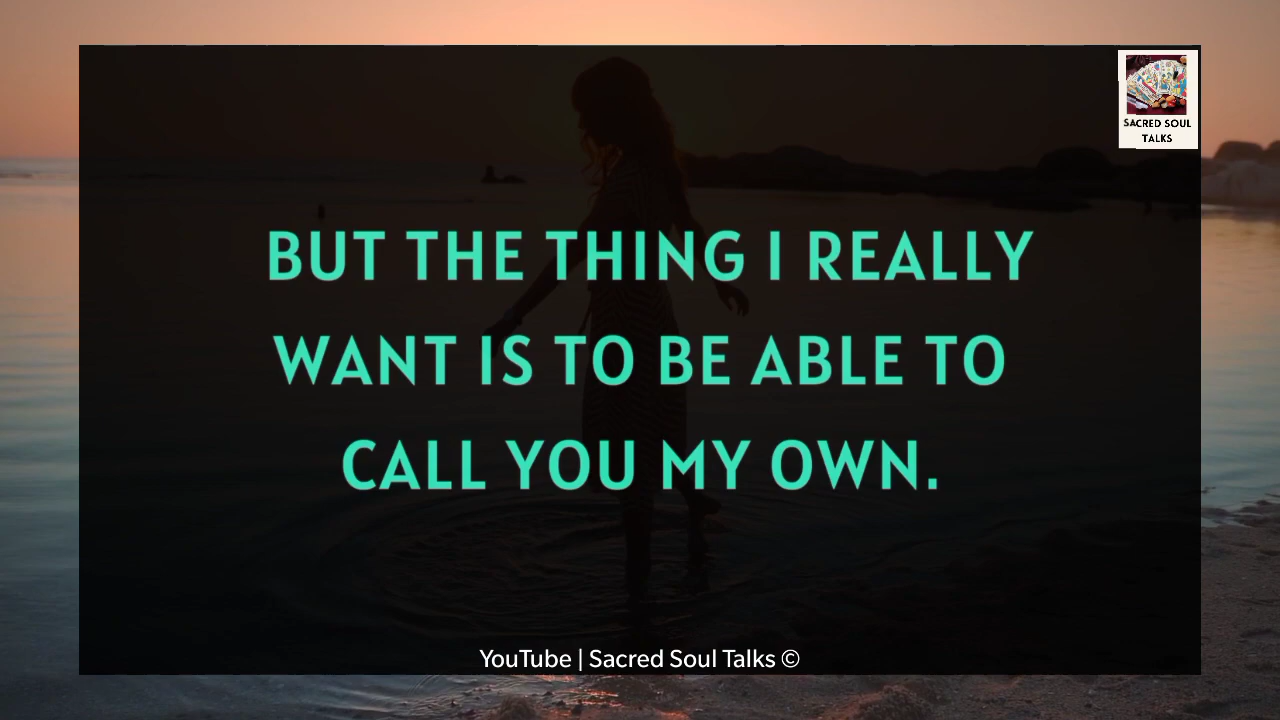 SACRED SOUL
TALKS
BUT THE THING I REALLY
WANT IS TO BE ABLE TO
CALL YOU MY OWN.
YouTube | Sacred Soul Talks ©